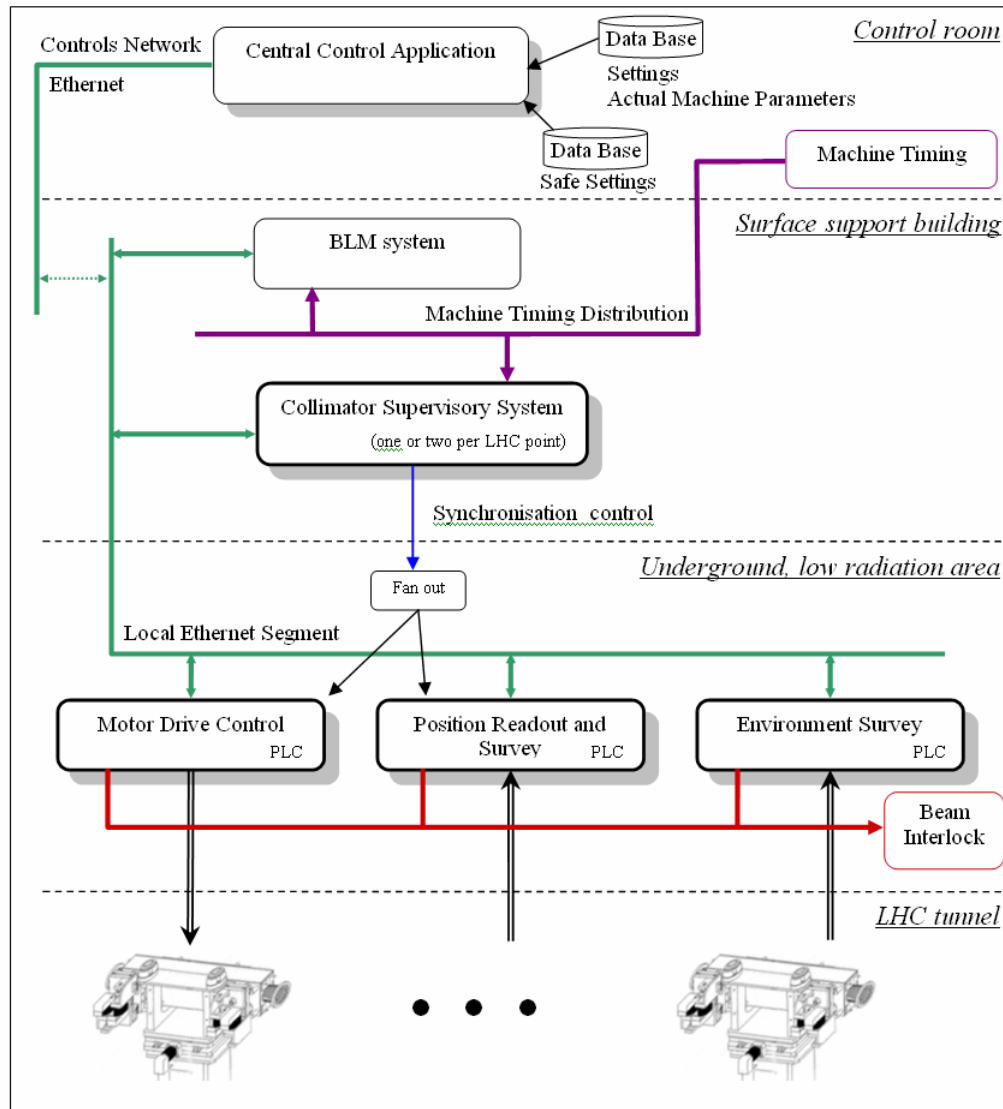 Control room
Controls Network
Ethernet
Central Control Application
Data Base
Settings
Actual Machine Parameters
Data Base
Safe Settings
Machine Timing
Surface support building
BLM system
Machine Timing Distribution
Collimator Supervisory System
(one or two per LHC point)
Synchronisation control
Underground, low radiation area
Fan out
Local Ethernet Segment
Motor Drive Control
PLC
Position Readout and
Survey
PLC
Environment Survey
PLC
Beam
Interlock
LHC tunnel